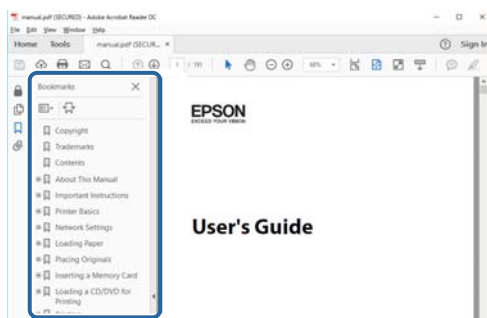 manual.pdf (SECURED) - Adobe Acrobat Reader DC
File Edit View Window Help
Home Tools manual.pdf (SECUR... × Sign In
1 / 191
Bookmarks ×
Copyright
Trademarks
Contents
About This Manual
Important Instructions
Printer Basics
Network Settings
Loading Paper
Placing Originals
Inserting a Memory Card
Loading a CD/DVD for
Printing
EPSON
EXCEED YOUR VISION
User's Guide